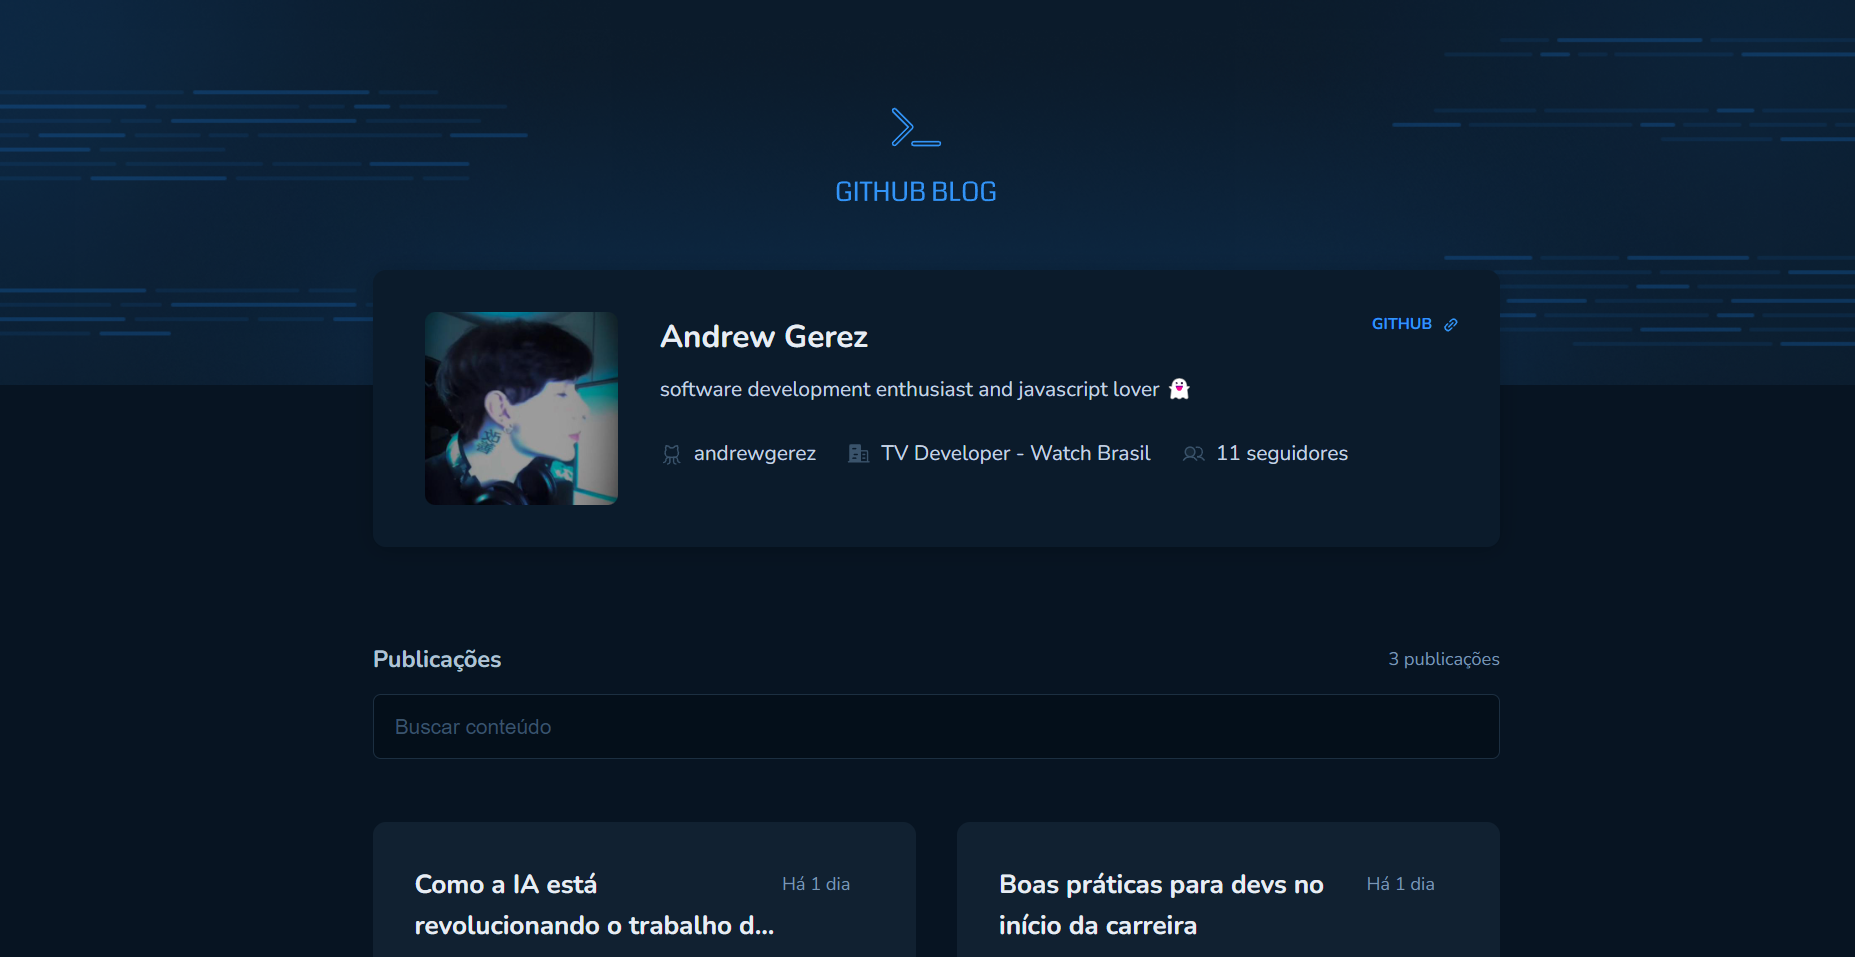 GITHUB BLOG
Andrew Gerez
GITHUB
software development enthusiast and javascript lover 👻
andrewgerez
TV Developer - Watch Brasil
11 seguidores
Publicações
3 publicações
Buscar conteúdo
Como a IA está
revolucionando o trabalho d...
Há 1 dia
Boas práticas para devs no
início da carreira
Há 1 dia